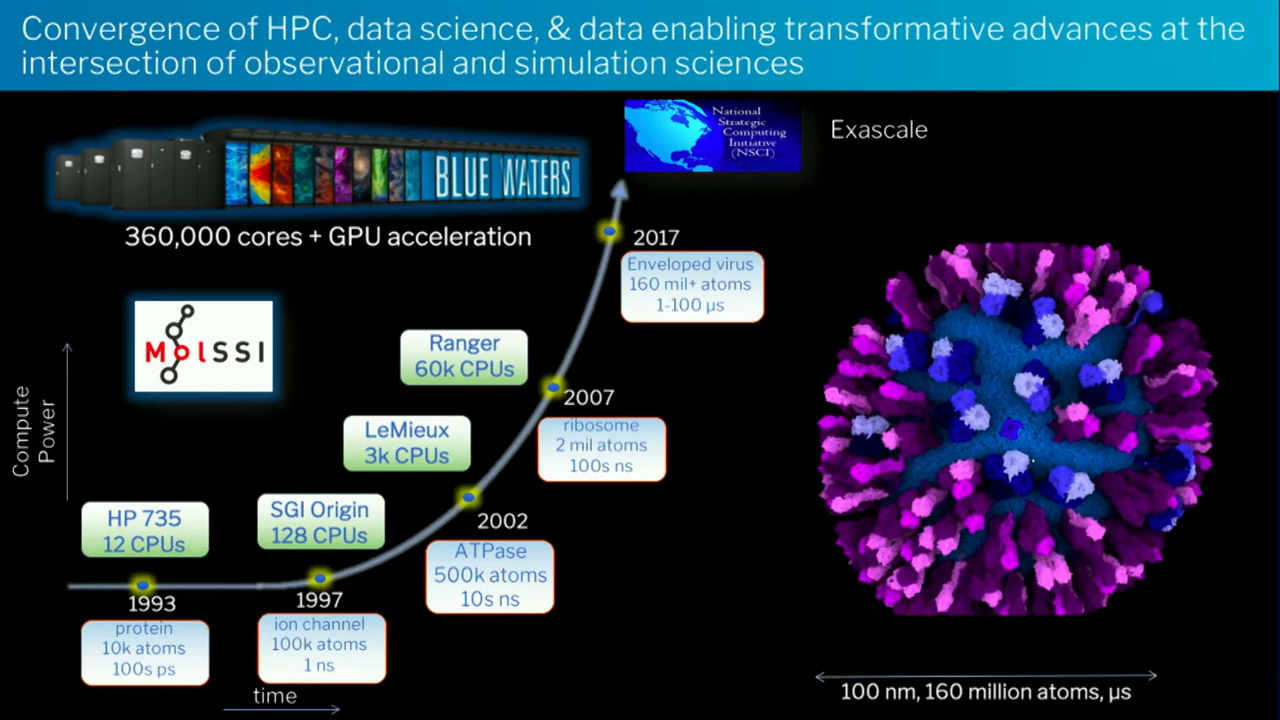 Convergence of HPC, data science, & data enabling transformative advances at the
intersection of observational and simulation sciences
National
Strategic
Computing
Initiative
(NSCI)
Exascale
BLUE WATERS
360,000 cores + GPU acceleration
2017
Enveloped virus
160 mil+ atoms
1-100 µs
MolSSI
Ranger
60k CPUs
2007
ribosome
2 mil atoms
100s ns
Compute
Power
LeMieux
3k CPUs
2002
ATPase
500k atoms
10s ns
HP 735
12 CPUs
SGI Origin
128 CPUs
1993
protein
10k atoms
100s ps
1997
ion channel
100k atoms
1 ns
time
100 nm, 160 million atoms, µs